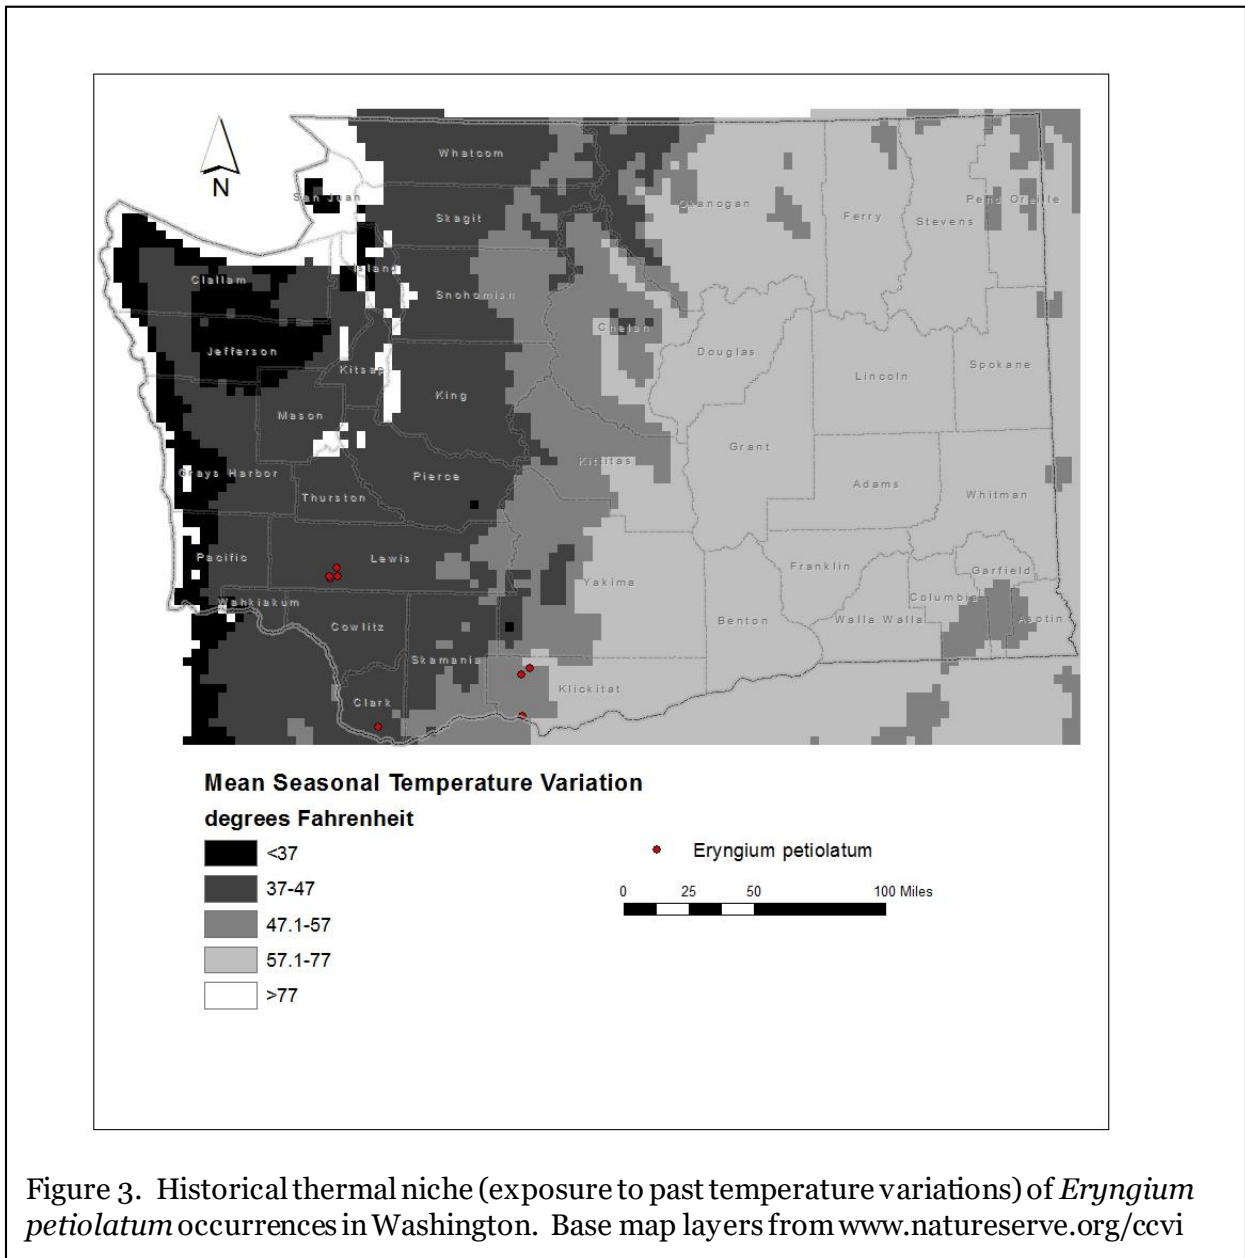 N
Whatcom
San Juan
Skagit
Okanogan
Ferry
Stevens
Pend Oreille
Island
Clallam
Snohomish
Chelan
Jefferson
Douglas
Kitsap
Lincoln
Spokane
King
Mason
Grant
Kittitas
Grays Harbor
Pierce
Adams
Thurston
Whitman
Pacific
Lewis
Yakima
Franklin
Garfield
Columbia
Wahkiakum
Cowlitz
Benton
Walla Walla
Asotin
Skamania
Klickitat
Clark
Mean Seasonal Temperature Variation
degrees Fahrenheit
<37
37-47
47.1-57
57.1-77
>77
Eryngium petiolatum
0 25 50 100 Miles
Figure 3. Historical thermal niche (exposure to past temperature variations) of Eryngium
petiolatum occurrences in Washington. Base map layers from www.natureserve.org/ccvi